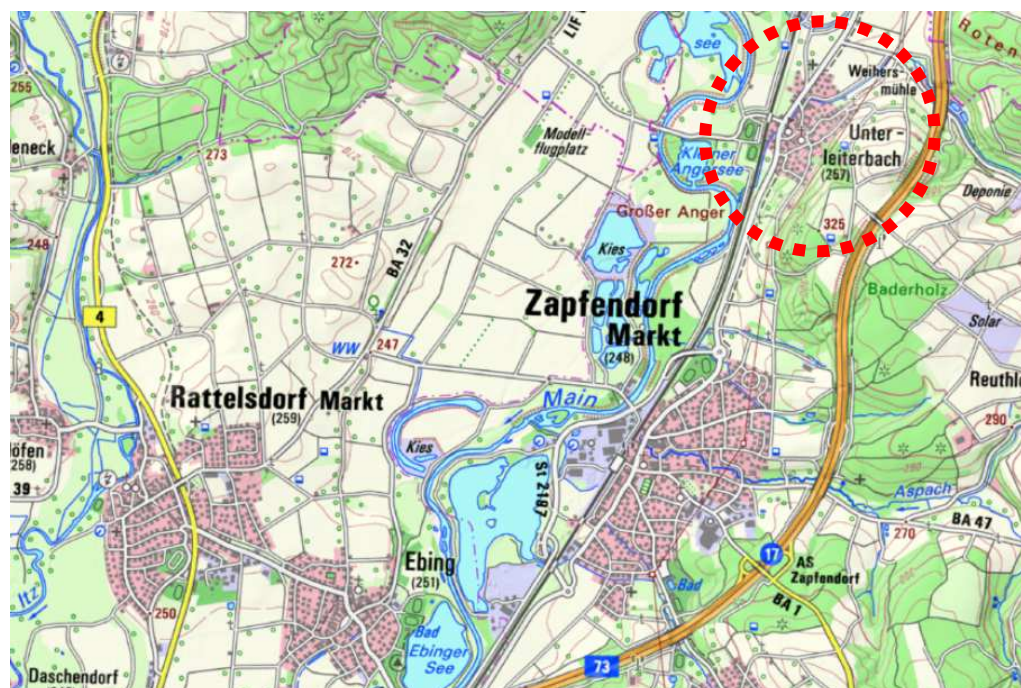 LIF
see
Roten
255
Weihers-
mühle
Modell-
flugplatz
Unter-
leiterbach
(257)
eneck
273
Kleiner
Angersee
Deponie
Großer Anger
325
248
Kies
272
BA 32
Baderholz
Zapfendorf
Markt
(248)
Solar
4
WW
247
Reuthl
Rattelsdorf Markt
(259)
Main
290
öfen
(258)
Kies
39
St 2187
Aspach
BA 47
270
Ebing
(251)
17
AS
Zapfendorf
Itz
250
Bad
BA 1
Bad
Ebinger
See
73
Daschendorf